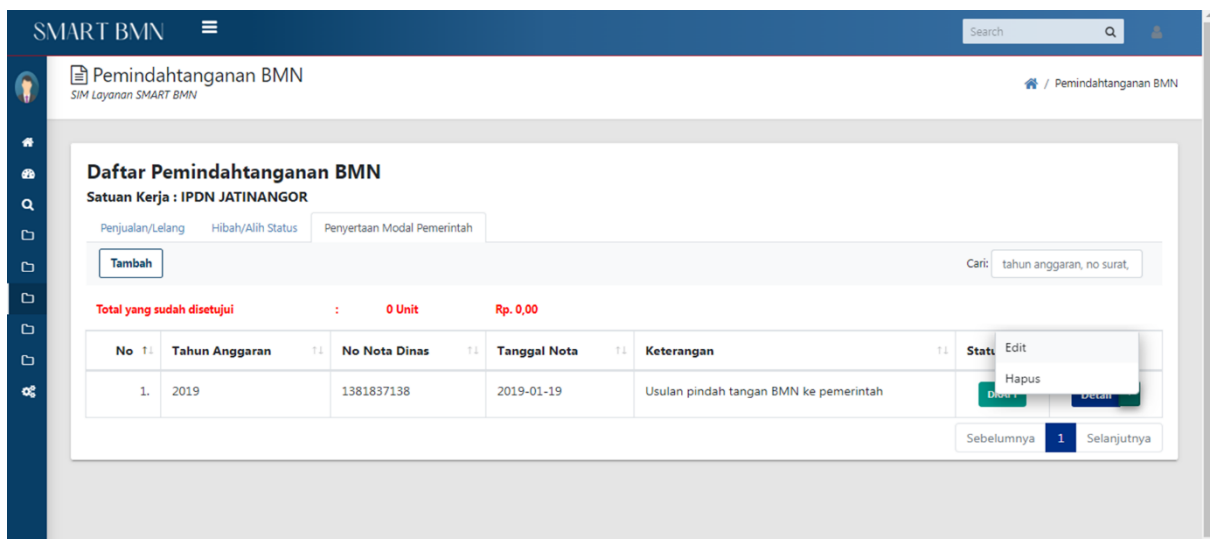 SMART BMN
Search
Pemindahtanganan BMN
SIM Layanan SMART BMN
/ Pemindahtanganan BMN
Daftar Pemindahtanganan BMN
Satuan Kerja : IPDN JATINANGOR
Penjualan/Lelang Hibah/Alih Status Penyertaan Modal Pemerintah
Tambah
Cari: tahun anggaran, no surat,
Total yang sudah disetujui : 0 Unit Rp. 0,00
No Tahun Anggaran No Nota Dinas Tanggal Nota Keterangan
Edit
Hapus
1. 2019 1381837138 2019-01-19 Usulan pindah tangan BMN ke pemerintah Detail
Sebelumnya 1 Selanjutnya